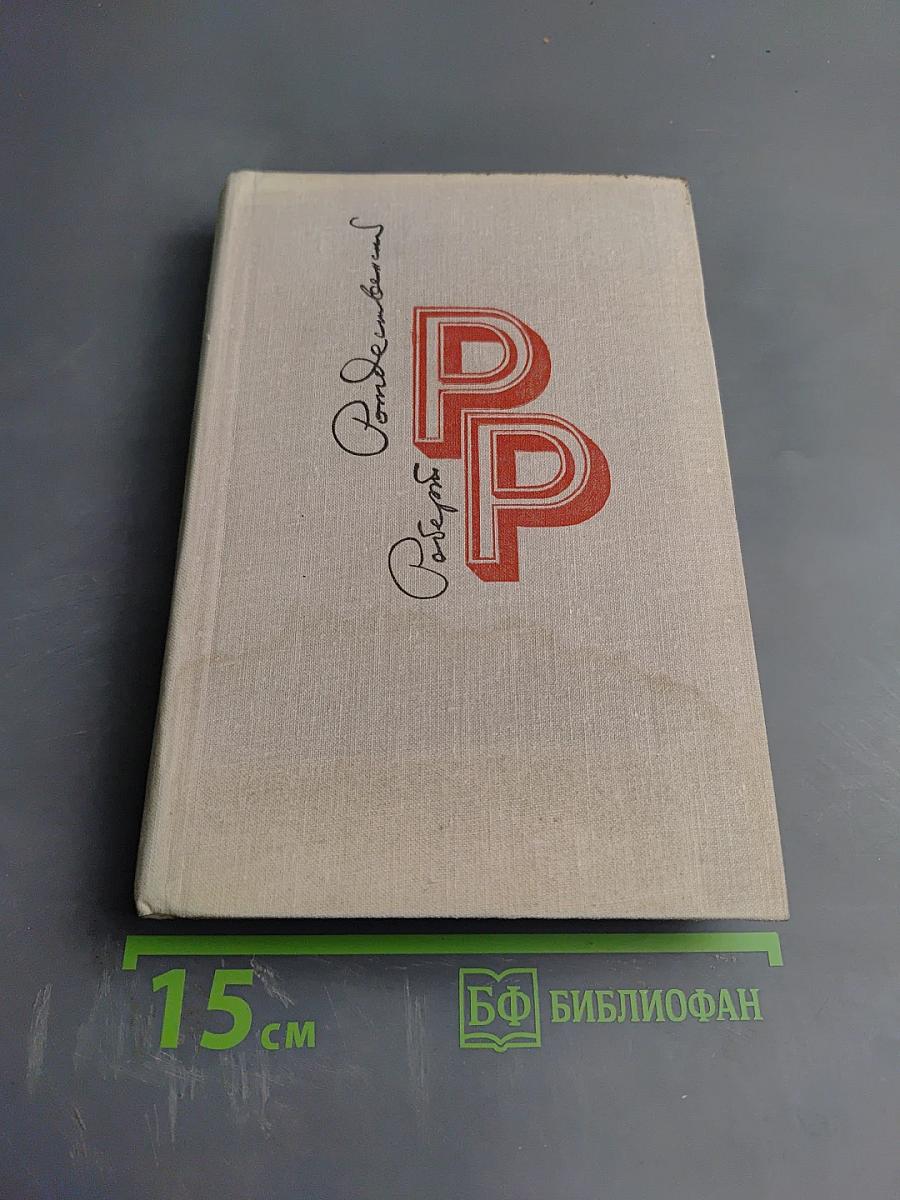 Роберт
Рождественский
РР
15 см
БФ БИБЛИОФАН